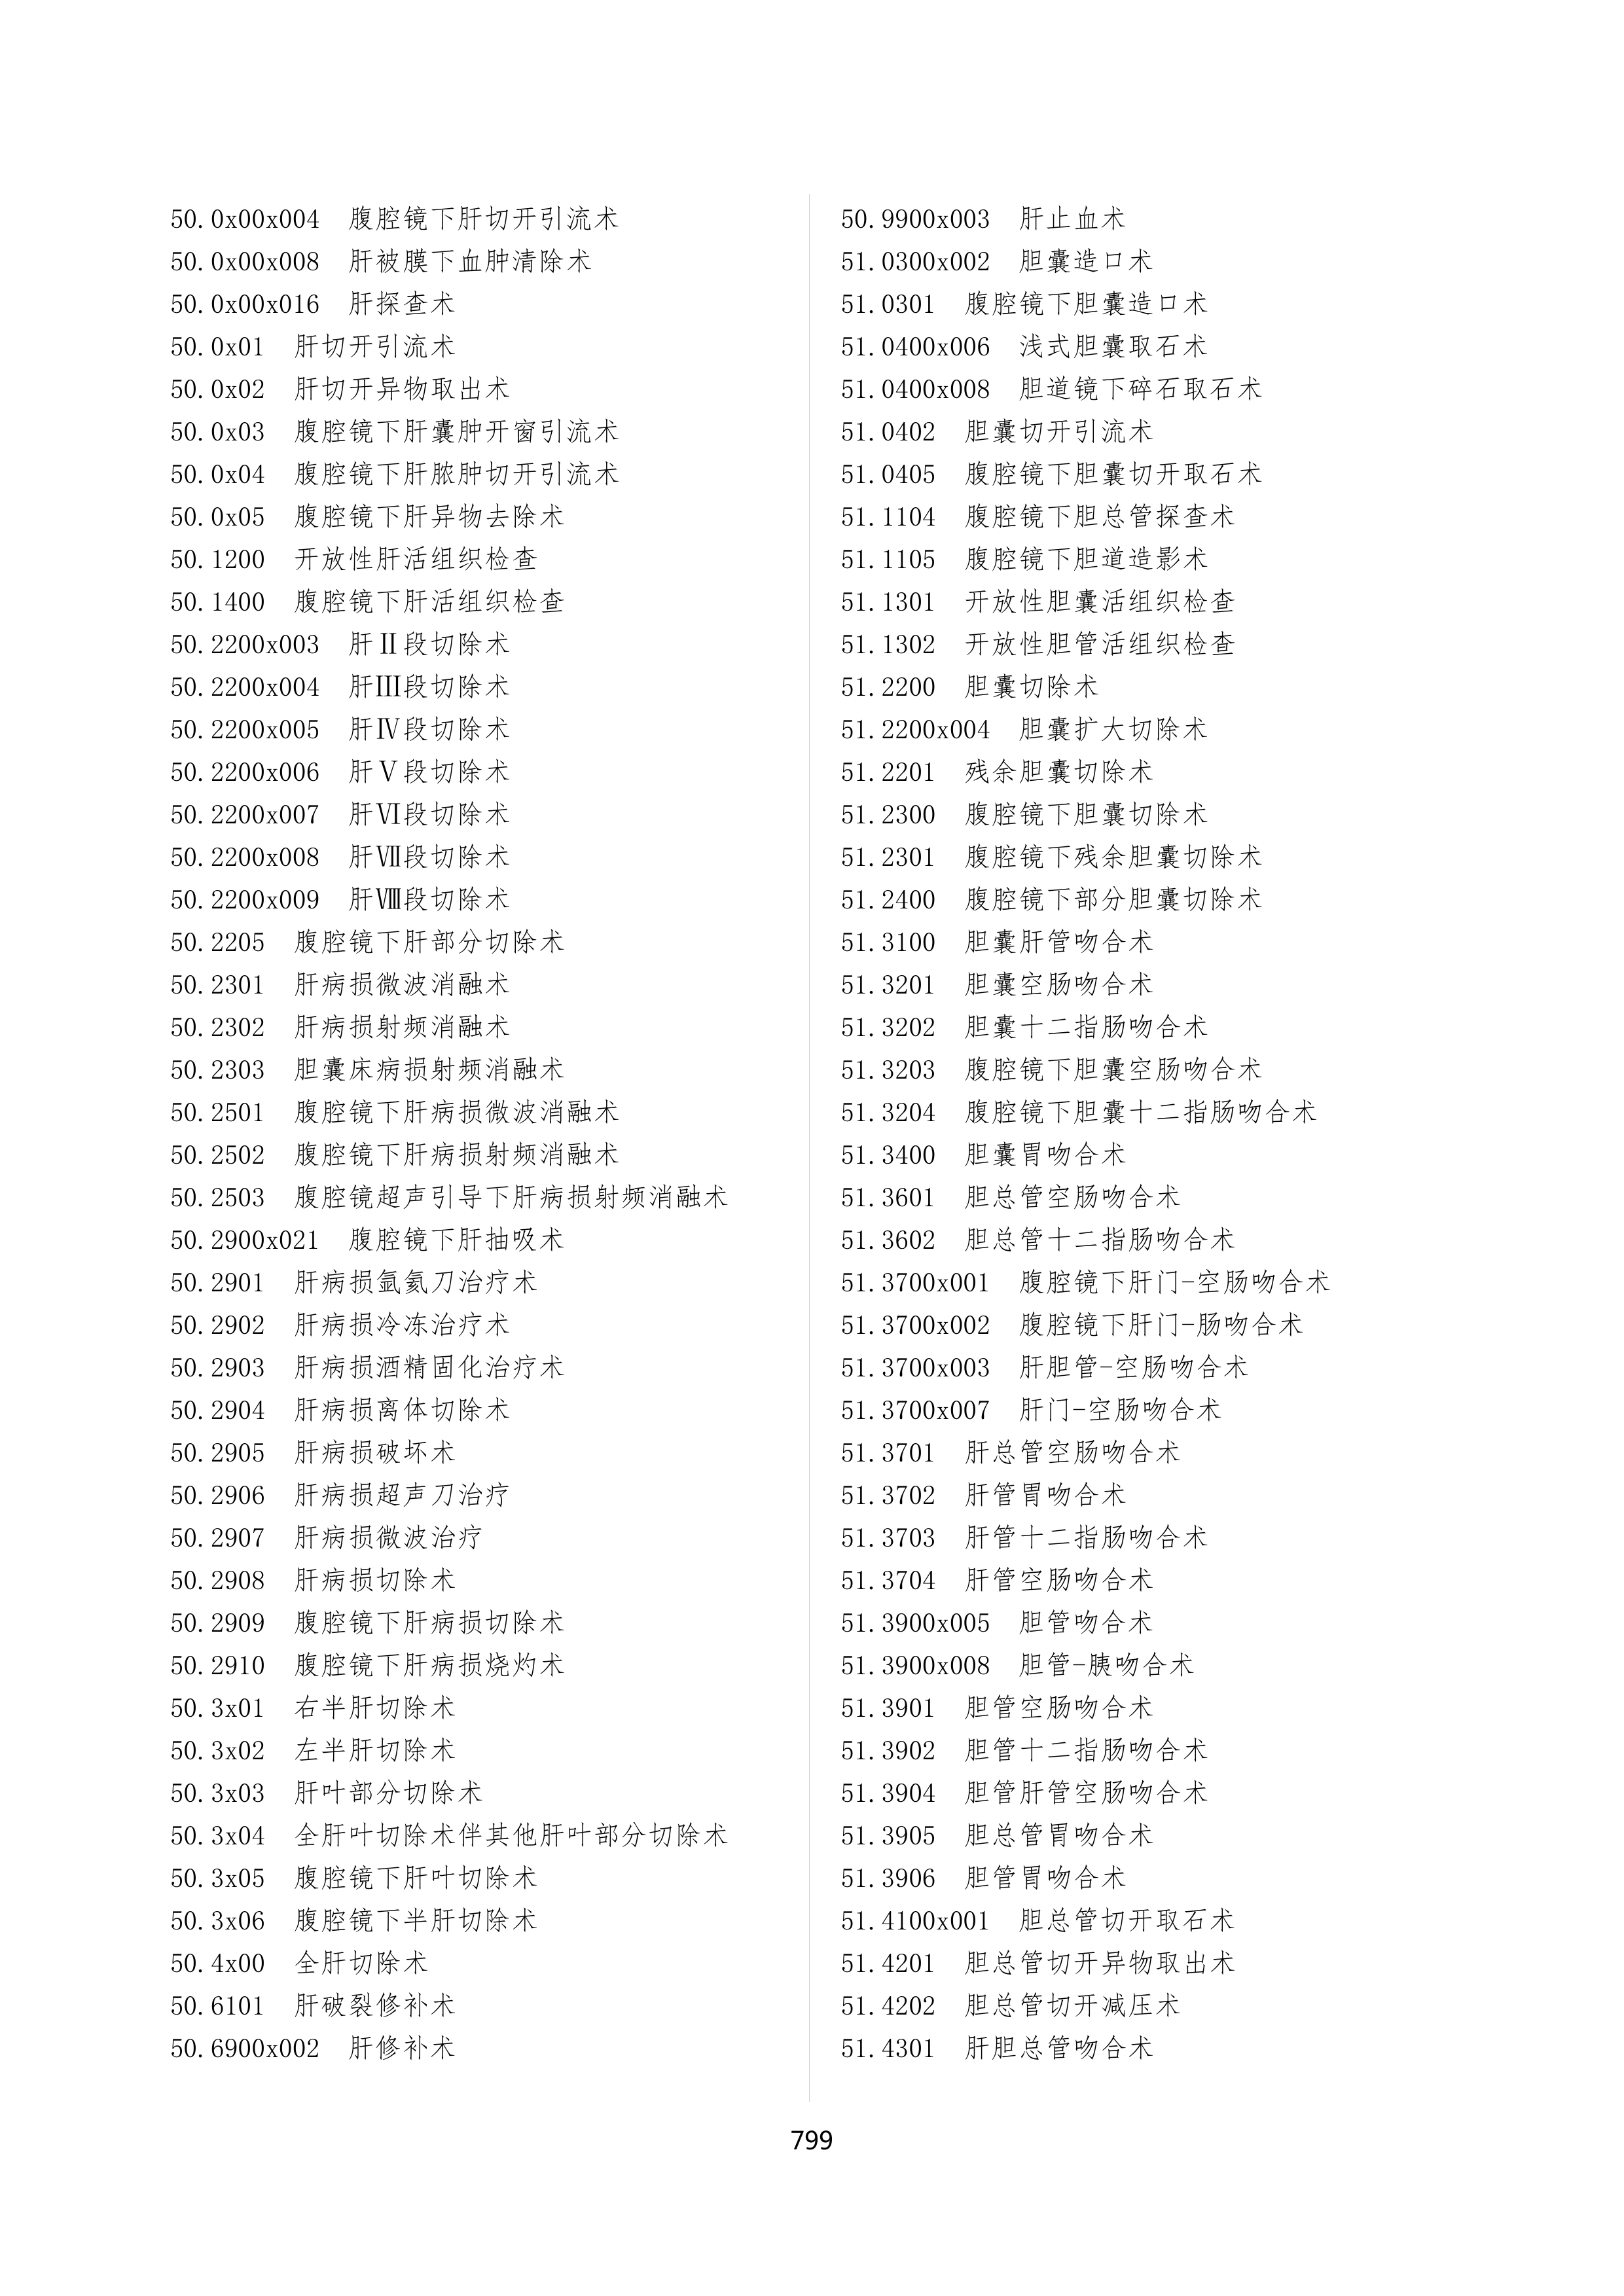 50.0x00x004 腹腔镜下肝切开引流术
50.0x00x008 肝被膜下血肿清除术
50.0x00x016 肝探查术
50.0x01 肝切开引流术
50.0x02 肝切开异物取出术
50.0x03 腹腔镜下肝囊肿开窗引流术
50.0x04 腹腔镜下肝脓肿切开引流术
50.0x05 腹腔镜下肝异物去除术
50.1200 开放性肝活组织检查
50.1400 腹腔镜下肝活组织检查
50.2200x003 肝Ⅱ段切除术
50.2200x004 肝Ⅲ段切除术
50.2200x005 肝Ⅳ段切除术
50.2200x006 肝Ⅴ段切除术
50.2200x007 肝Ⅵ段切除术
50.2200x008 肝Ⅶ段切除术
50.2200x009 肝Ⅷ段切除术
50.2205 腹腔镜下肝部分切除术
50.2301 肝病损微波消融术
50.2302 肝病损射频消融术
50.2303 胆囊床病损射频消融术
50.2501 腹腔镜下肝病损微波消融术
50.2502 腹腔镜下肝病损射频消融术
50.2503 腹腔镜超声引导下肝病损射频消融术
50.2900x021 腹腔镜下肝抽吸术
50.2901 肝病损氩氦刀治疗术
50.2902 肝病损冷冻治疗术
50.2903 肝病损酒精固化治疗术
50.2904 肝病损离体切除术
50.2905 肝病损破坏术
50.2906 肝病损超声刀治疗
50.2907 肝病损微波治疗
50.2908 肝病损切除术
50.2909 腹腔镜下肝病损切除术
50.2910 腹腔镜下肝病损烧灼术
50.3x01 右半肝切除术
50.3x02 左半肝切除术
50.3x03 肝叶部分切除术
50.3x04 全肝叶切除术伴其他肝叶部分切除术
50.3x05 腹腔镜下肝叶切除术
50.3x06 腹腔镜下半肝切除术
50.4x00 全肝切除术
50.6101 肝破裂修补术
50.6900x002 肝修补术
50.9900x003 肝止血术
51.0300x002 胆囊造口术
51.0301 腹腔镜下胆囊造口术
51.0400x006 浅式胆囊取石术
51.0400x008 胆道镜下碎石取石术
51.0402 胆囊切开引流术
51.0405 腹腔镜下胆囊切开取石术
51.1104 腹腔镜下胆总管探查术
51.1105 腹腔镜下胆道造影术
51.1301 开放性胆囊活组织检查
51.1302 开放性胆管活组织检查
51.2200 胆囊切除术
51.2200x004 胆囊扩大切除术
51.2201 残余胆囊切除术
51.2300 腹腔镜下胆囊切除术
51.2301 腹腔镜下残余胆囊切除术
51.2400 腹腔镜下部分胆囊切除术
51.3100 胆囊肝管吻合术
51.3201 胆囊空肠吻合术
51.3202 胆囊十二指肠吻合术
51.3203 腹腔镜下胆囊空肠吻合术
51.3204 腹腔镜下胆囊十二指肠吻合术
51.3400 胆囊胃吻合术
51.3601 胆总管空肠吻合术
51.3602 胆总管十二指肠吻合术
51.3700x001 腹腔镜下肝门-空肠吻合术
51.3700x002 腹腔镜下肝门-肠吻合术
51.3700x003 肝胆管-空肠吻合术
51.3700x007 肝门-空肠吻合术
51.3701 肝总管空肠吻合术
51.3702 肝管胃吻合术
51.3703 肝管十二指肠吻合术
51.3704 肝管空肠吻合术
51.3900x005 胆管吻合术
51.3900x008 胆管-胰吻合术
51.3901 胆管空肠吻合术
51.3902 胆管十二指肠吻合术
51.3904 胆管肝管空肠吻合术
51.3905 胆总管胃吻合术
51.3906 胆管胃吻合术
51.4100x001 胆总管切开取石术
51.4201 胆总管切开异物取出术
51.4202 胆总管切开减压术
51.4301 肝胆总管吻合术
799